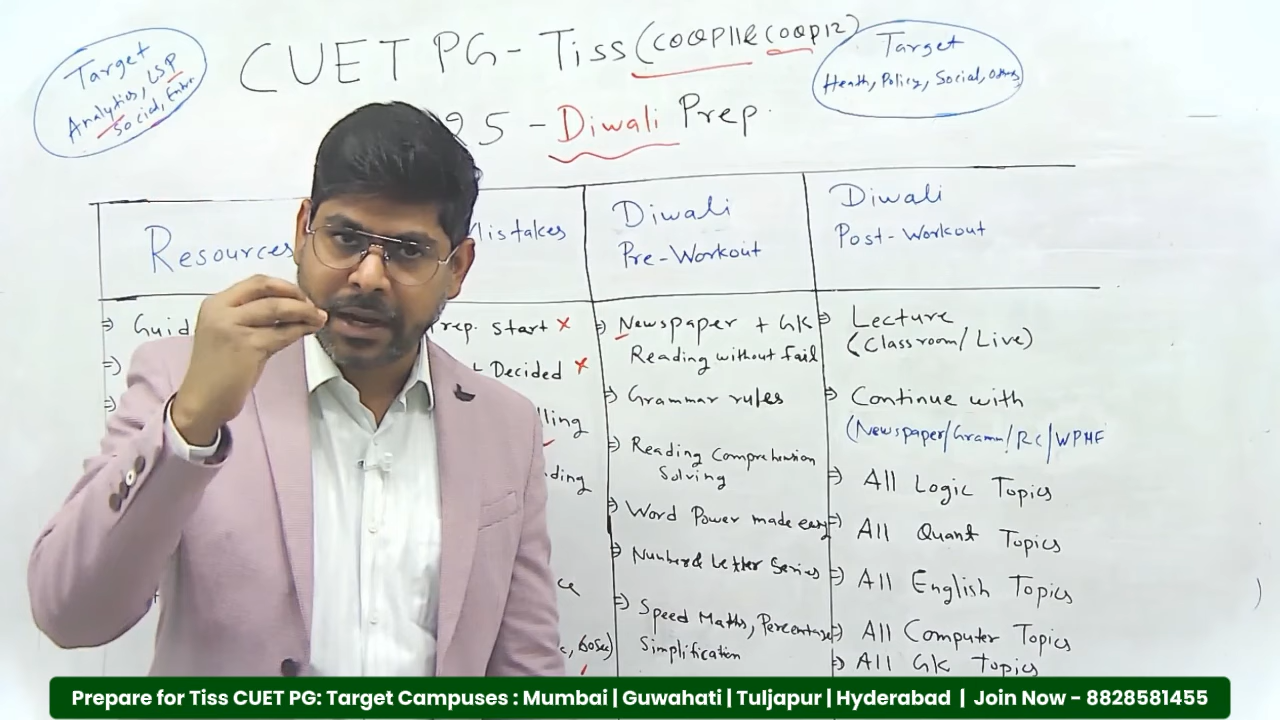 Target
Analytics, LSP
Social, Entre
CUET PG - Tiss (COQP11 & COQP12)
Target
Health, Policy, Social, Others
25 - Diwali Prep.
Resources
Mistakes
Diwali
Pre-Workout
Diwali
Post-Workout
⇒ Guid
⇒
⇒
Prep. Start ×
Decided ×
lling
ding
ce
c, 60sec)
⇒ Newspaper + GK
Reading without fail
⇒ Grammar rules
⇒ Reading Comprehension
Solving
⇒ Word Power made easy
⇒ Number & Letter Series
⇒ Speed Maths, Percentage
Simplification
⇒ Lecture
(Classroom / Live)
⇒ Continue with
(Newspaper/Gramm/RC/WPME
⇒ All Logic Topics
⇒ All Quant Topics
⇒ All English Topics
⇒ All Computer Topics
⇒ All GK Topics
Prepare for Tiss CUET PG: Target Campuses : Mumbai | Guwahati | Tuljapur | Hyderabad | Join Now - 8828581455